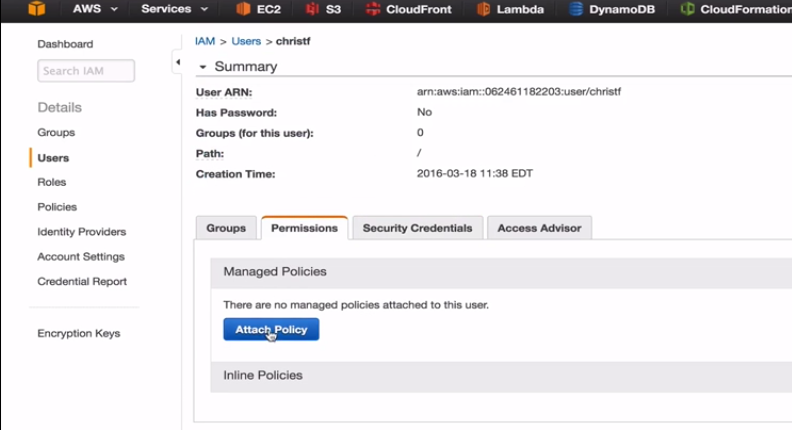 AWS Services EC2 S3 CloudFront Lambda DynamoDB CloudFormation
Dashboard
Search IAM
Details
Groups
Users
Roles
Policies
Identity Providers
Account Settings
Credential Report
Encryption Keys
IAM > Users > christf
Summary
User ARN: arn:aws:iam::062461182203:user/christf
Has Password: No
Groups (for this user): 0
Path: /
Creation Time: 2016-03-18 11:38 EDT
Groups Permissions Security Credentials Access Advisor
Managed Policies
There are no managed policies attached to this user.
Attach Policy
Inline Policies